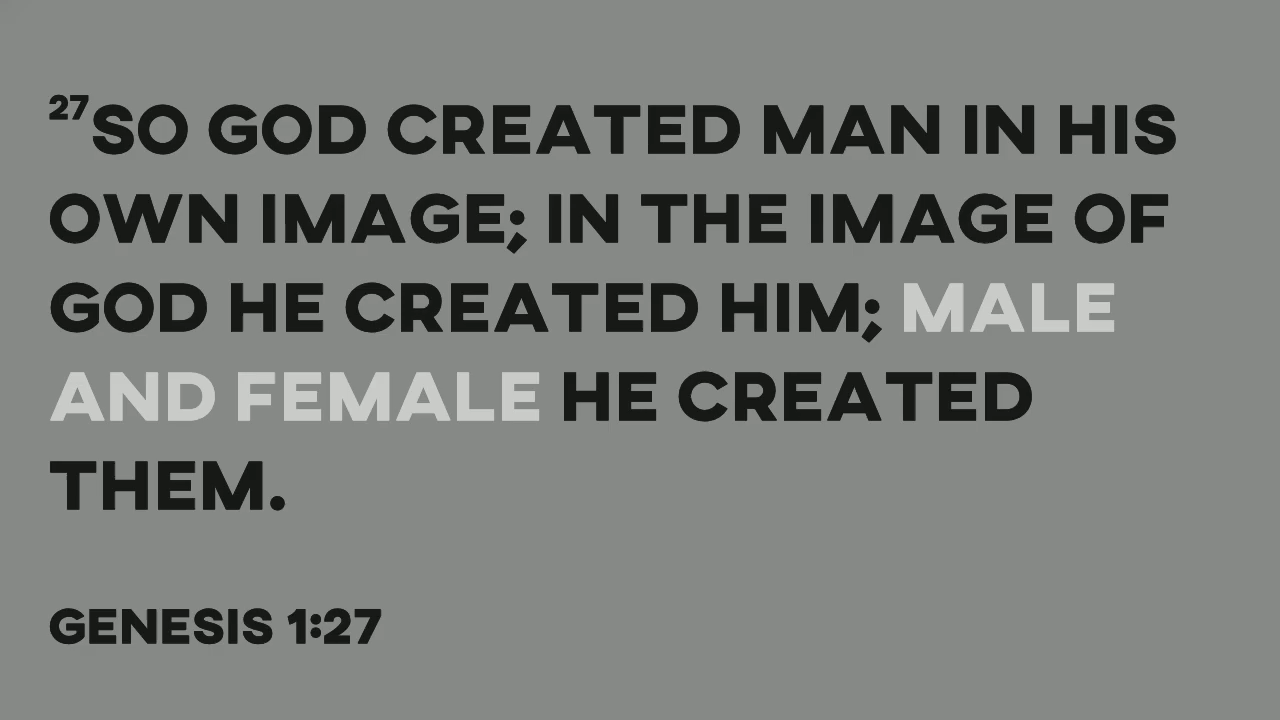 27SO GOD CREATED MAN IN HIS
OWN IMAGE; IN THE IMAGE OF
GOD HE CREATED HIM; MALE
AND FEMALE HE CREATED
THEM.
GENESIS 1:27